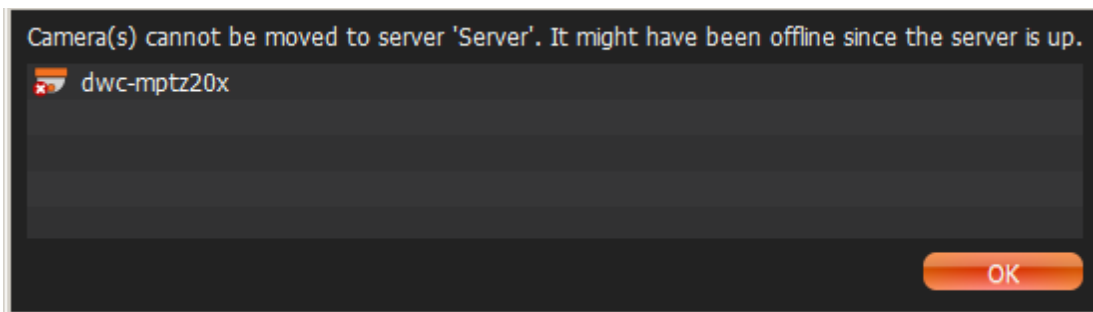 Camera(s) cannot be moved to server 'Server'. It might have been offline since the server is up.
dwc-mptz20x
OK